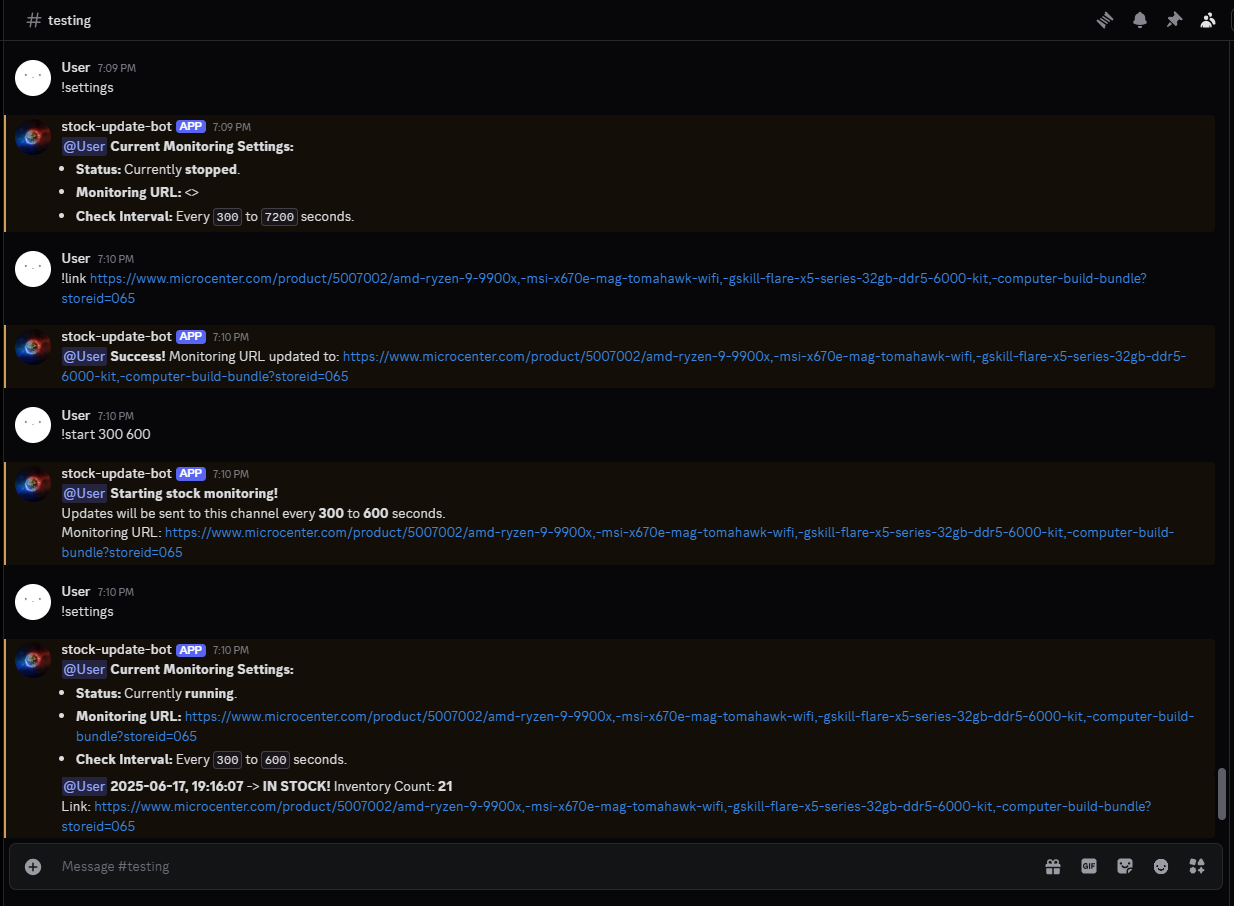 # testing
User 7:09 PM
!settings
stock-update-bot APP 7:09 PM
@User Current Monitoring Settings:
• Status: Currently stopped.
• Monitoring URL: <>
• Check Interval: Every 300 to 7200 seconds.
User 7:10 PM
!link https://www.microcenter.com/product/5007002/amd-ryzen-9-9900x,-msi-x670e-mag-tomahawk-wifi,-gskill-flare-x5-series-32gb-ddr5-6000-kit,-computer-build-bundle?
storeid=065
stock-update-bot APP 7:10 PM
@User Success! Monitoring URL updated to: https://www.microcenter.com/product/5007002/amd-ryzen-9-9900x,-msi-x670e-mag-tomahawk-wifi,-gskill-flare-x5-series-32gb-ddr5-
6000-kit,-computer-build-bundle?storeid=065
User 7:10 PM
!start 300 600
stock-update-bot APP 7:10 PM
@User Starting stock monitoring!
Updates will be sent to this channel every 300 to 600 seconds.
Monitoring URL: https://www.microcenter.com/product/5007002/amd-ryzen-9-9900x,-msi-x670e-mag-tomahawk-wifi,-gskill-flare-x5-series-32gb-ddr5-6000-kit,-computer-build-
bundle?storeid=065
User 7:10 PM
!settings
stock-update-bot APP 7:10 PM
@User Current Monitoring Settings:
• Status: Currently running.
• Monitoring URL: https://www.microcenter.com/product/5007002/amd-ryzen-9-9900x,-msi-x670e-mag-tomahawk-wifi,-gskill-flare-x5-series-32gb-ddr5-6000-kit,-computer-build-
bundle?storeid=065
• Check Interval: Every 300 to 600 seconds.
@User 2025-06-17, 19:16:07 -> IN STOCK! Inventory Count: 21
Link: https://www.microcenter.com/product/5007002/amd-ryzen-9-9900x,-msi-x670e-mag-tomahawk-wifi,-gskill-flare-x5-series-32gb-ddr5-6000-kit,-computer-build-bundle?
storeid=065
Message #testing
GIF